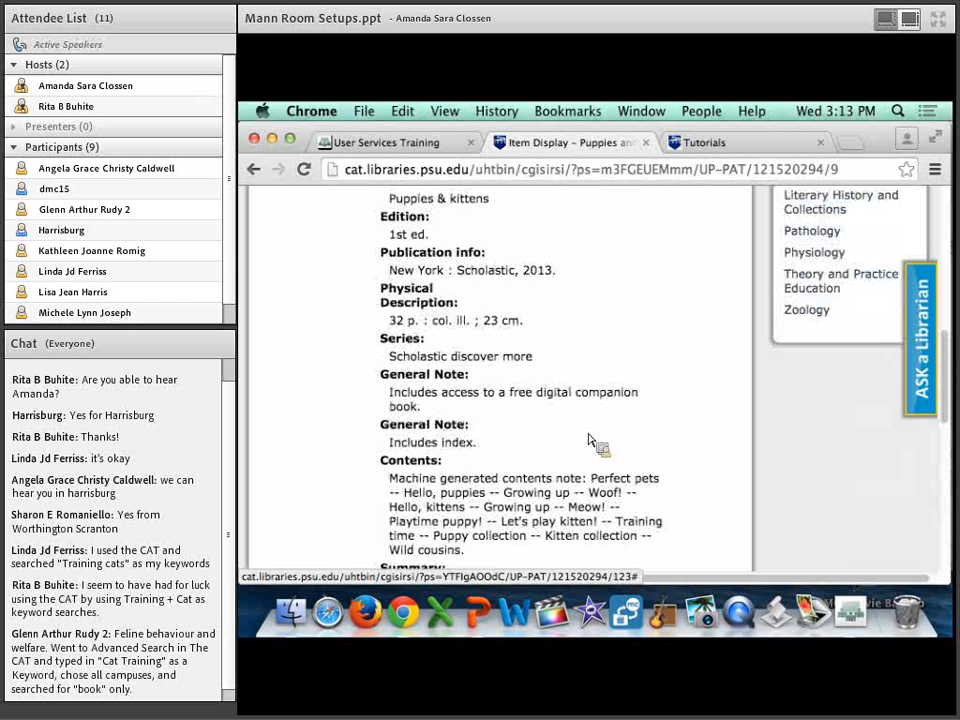 Attendee List (11)
Active Speakers
Hosts (2)
Amanda Sara Clossen
Rita B Buhite
Presenters (0)
Participants (9)
Angela Grace Christy Caldwell
dmc15
Glenn Arthur Rudy 2
Harrisburg
Kathleen Joanne Romig
Linda Jd Ferriss
Lisa Jean Harris
Michele Lynn Joseph
Chat (Everyone)
Rita B Buhite: Are you able to hear
Amanda?
Harrisburg: Yes for Harrisburg
Rita B Buhite: Thanks!
Linda Jd Ferriss: it's okay
Angela Grace Christy Caldwell: we can
hear you in harrisburg
Sharon E Romaniello: Yes from
Worthington Scranton
Linda Jd Ferriss: I used the CAT and
searched "Training cats" as my keywords
Rita B Buhite: I seem to have had for luck
using the CAT by using Training + Cat as
keyword searches.
Glenn Arthur Rudy 2: Feline behaviour and
welfare. Went to Advanced Search in The
CAT and typed in "Cat Training" as a
Keyword, chose all campuses, and
searched for "book" only.
Mann Room Setups.ppt - Amanda Sara Clossen
Chrome File Edit View History Bookmarks Window People Help Wed 3:13 PM
User Services Training
Item Display – Puppies and
Tutorials
cat.libraries.psu.edu/uhtbin/cgisirsi/?ps=m3FGEUEMmm/UP-PAT/121520294/9
Puppies & kittens
Edition:
1st ed.
Publication info:
New York : Scholastic, 2013.
Physical
Description:
32 p. : col. ill. ; 23 cm.
Series:
Scholastic discover more
General Note:
Includes access to a free digital companion
book.
General Note:
Includes index.
Contents:
Machine generated contents note: Perfect pets
-- Hello, puppies -- Growing up -- Woof! --
Hello, kittens -- Growing up -- Meow! --
Playtime puppy! -- Let's play kitten! -- Training
time -- Puppy collection -- Kitten collection --
Wild cousins.
Summary:
Literary History and
Collections
Pathology
Physiology
Theory and Practice
Education
Zoology
ASK a Librarian
cat.libraries.psu.edu/uhtbin/cgisirsi/?ps=YTFIgAOOdC/UP-PAT/121520294/123#